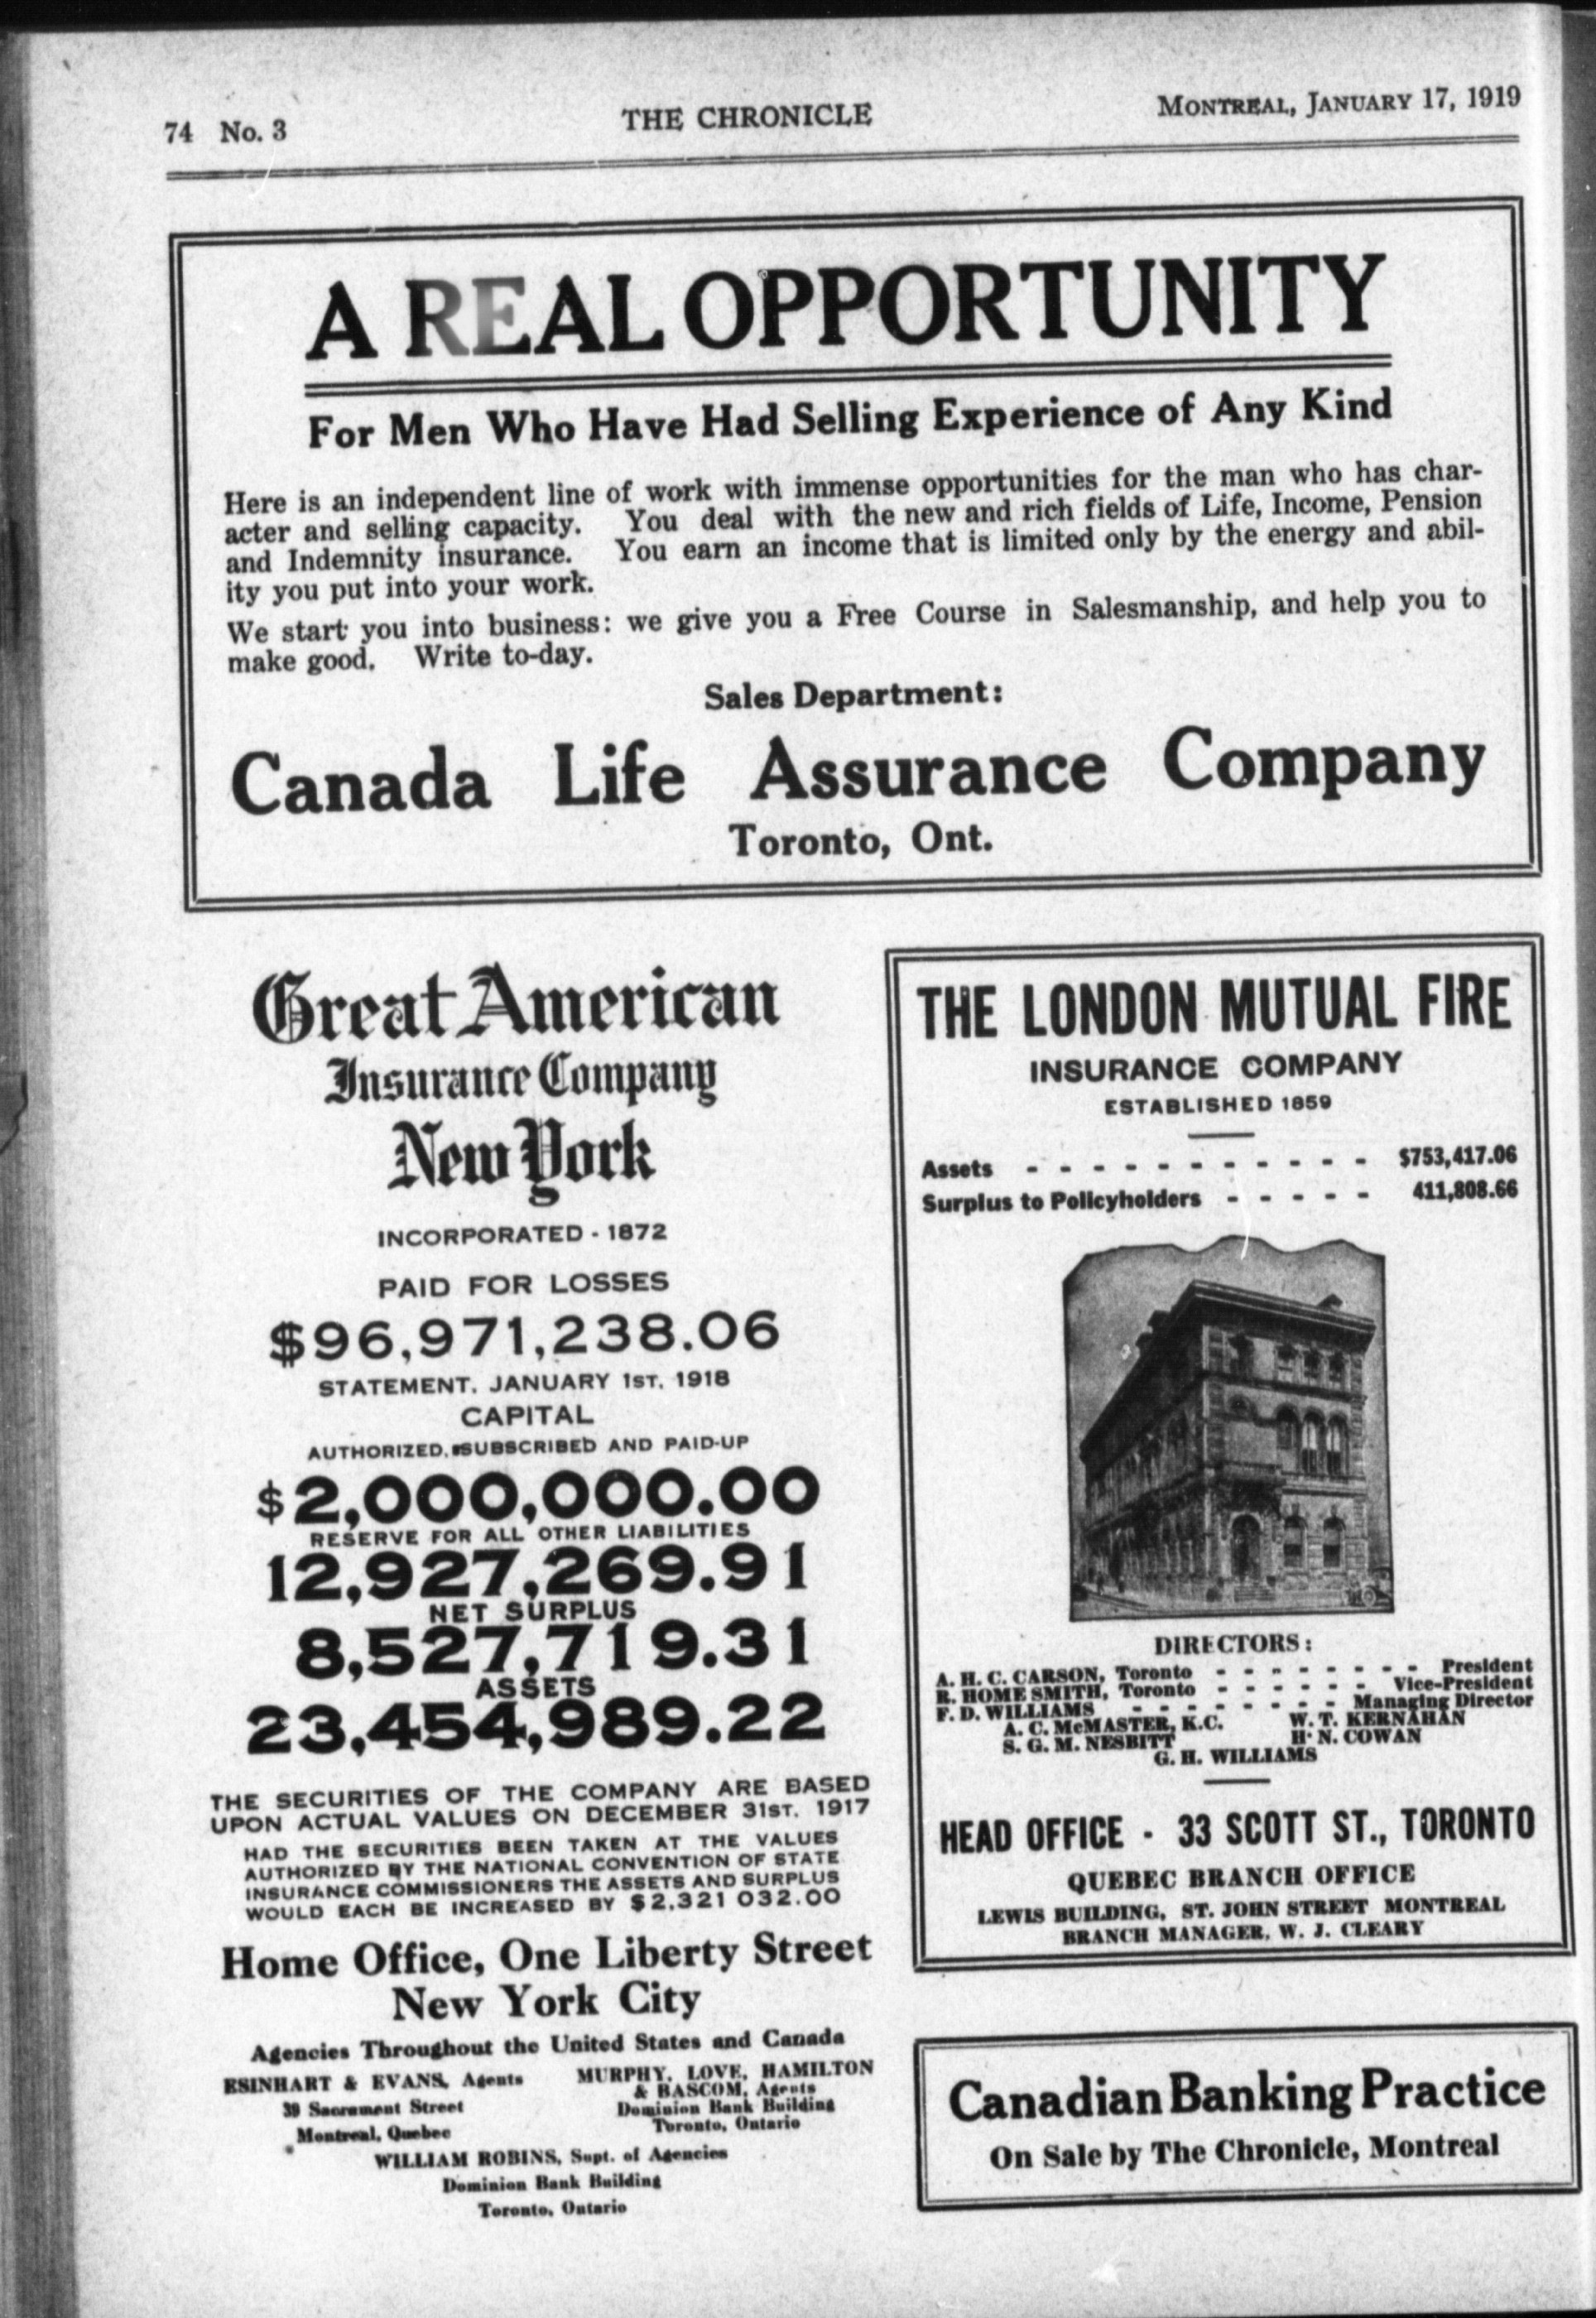 74 No. 3
THE CHRONICLE
MONTREAL, JANUARY 17, 1919
A REAL OPPORTUNITY
For Men Who Have Had Selling Experience of Any Kind
Here is an independent line of work with immense opportunities for the man who has char-
acter and selling capacity. You deal with the new and rich fields of Life, Income, Pension
and Indemnity insurance. You earn an income that is limited only by the energy and abil-
ity you put into your work.
We start you into business: we give you a Free Course in Salesmanship, and help you to
make good. Write to-day.
Sales Department:
Canada Life Assurance Company
Toronto, Ont.
Great American
Insurance Company
New York
INCORPORATED - 1872
PAID FOR LOSSES
$96,971,238.06
STATEMENT, JANUARY 1ST, 1918
CAPITAL
AUTHORIZED, SUBSCRIBED AND PAID-UP
$2,000,000.00
RESERVE FOR ALL OTHER LIABILITIES
12,927,269.91
NET SURPLUS
8,527,719.31
ASSETS
23,454,989.22
THE SECURITIES OF THE COMPANY ARE BASED
UPON ACTUAL VALUES ON DECEMBER 31ST, 1917
HAD THE SECURITIES BEEN TAKEN AT THE VALUES
AUTHORIZED BY THE NATIONAL CONVENTION OF STATE
INSURANCE COMMISSIONERS THE ASSETS AND SURPLUS
WOULD EACH BE INCREASED BY $2,321 032.00
Home Office, One Liberty Street
New York City
Agencies Throughout the United States and Canada
ESINHART & EVANS, Agents
39 Sacrament Street
Montreal, Quebec
MURPHY, LOVE, HAMILTON
& BASCOM, Agents
Dominion Bank Building
Toronto, Ontario
WILLIAM ROBINS, Supt. of Agencies
Dominion Bank Building
Toronto, Ontario
THE LONDON MUTUAL FIRE
INSURANCE COMPANY
ESTABLISHED 1859
Assets - - - - - - - - - - - $753,417.06
Surplus to Policyholders - - - - - 411,808.66
DIRECTORS:
A. H. C. CARSON, Toronto - - - - - - - - President
R. HOME SMITH, Toronto - - - - - - Vice-President
F. D. WILLIAMS - - - - - - - - Managing Director
A. C. McMASTER, K.C. W. T. KERNAHAN
S. G. M. NESBITT H. N. COWAN
G. H. WILLIAMS
HEAD OFFICE - 33 SCOTT ST., TORONTO
QUEBEC BRANCH OFFICE
LEWIS BUILDING, ST. JOHN STREET MONTREAL
BRANCH MANAGER, W. J. CLEARY
Canadian Banking Practice
On Sale by The Chronicle, Montreal